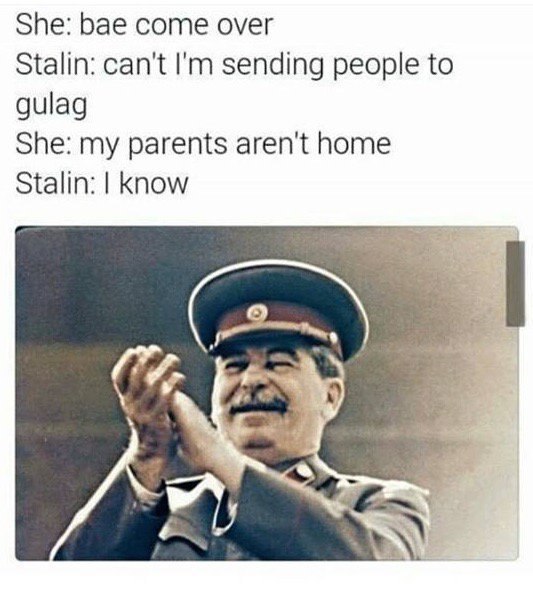 She: bae come over
Stalin: can't I'm sending people to
gulag
She: my parents aren't home
Stalin: I know